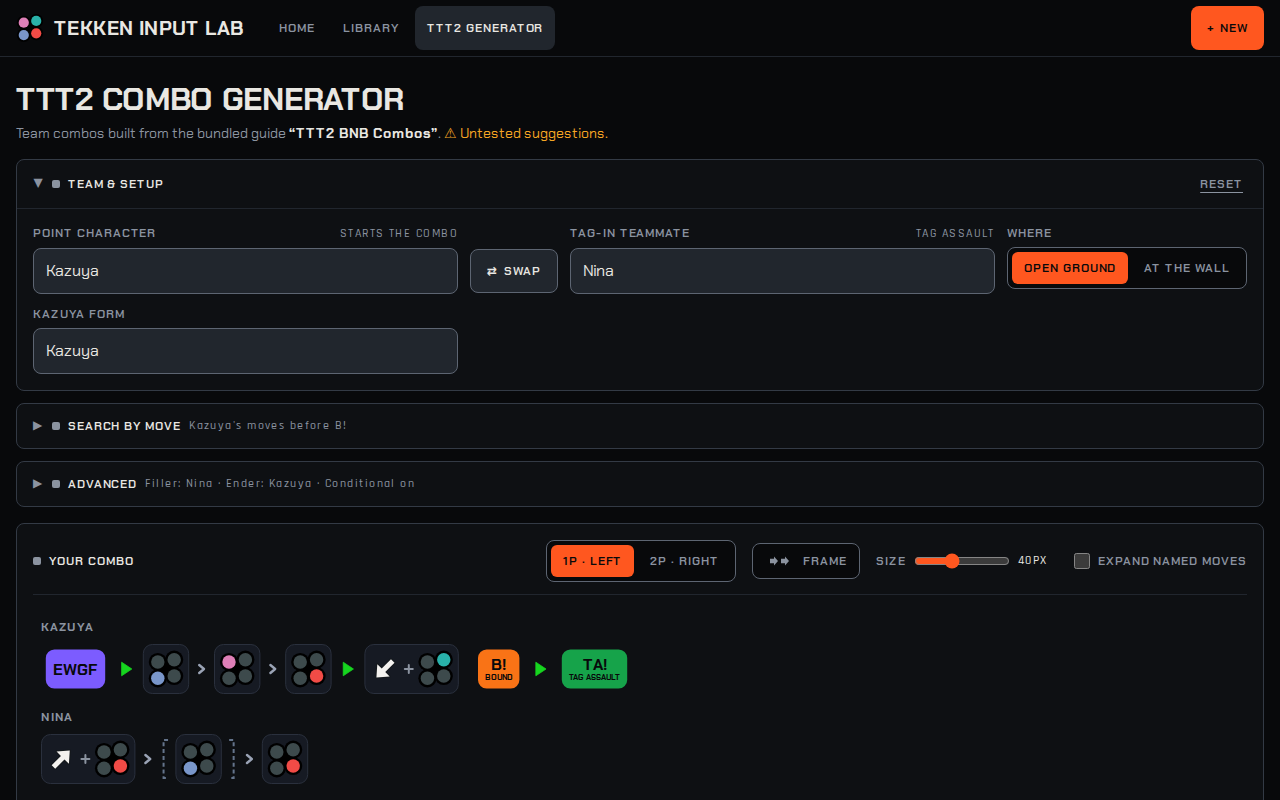 TEKKEN INPUT LAB HOME LIBRARY TTT2 GENERATOR + NEW
TTT2 COMBO GENERATOR
Team combos built from the bundled guide “TTT2 BNB Combos”. ⚠ Untested suggestions.
▼ TEAM & SETUP RESET
POINT CHARACTER STARTS THE COMBO TAG-IN TEAMMATE TAG ASSAULT WHERE
Kazuya ⇄ SWAP Nina OPEN GROUND AT THE WALL
KAZUYA FORM
Kazuya
▶ SEARCH BY MOVE Kazuya's moves before B!
▶ ADVANCED Filler: Nina · Ender: Kazuya · Conditional on
YOUR COMBO 1P · LEFT 2P · RIGHT FRAME SIZE 40PX EXPAND NAMED MOVES
KAZUYA
EWGF + B! BOUND TA! TAG ASSAULT
NINA
+